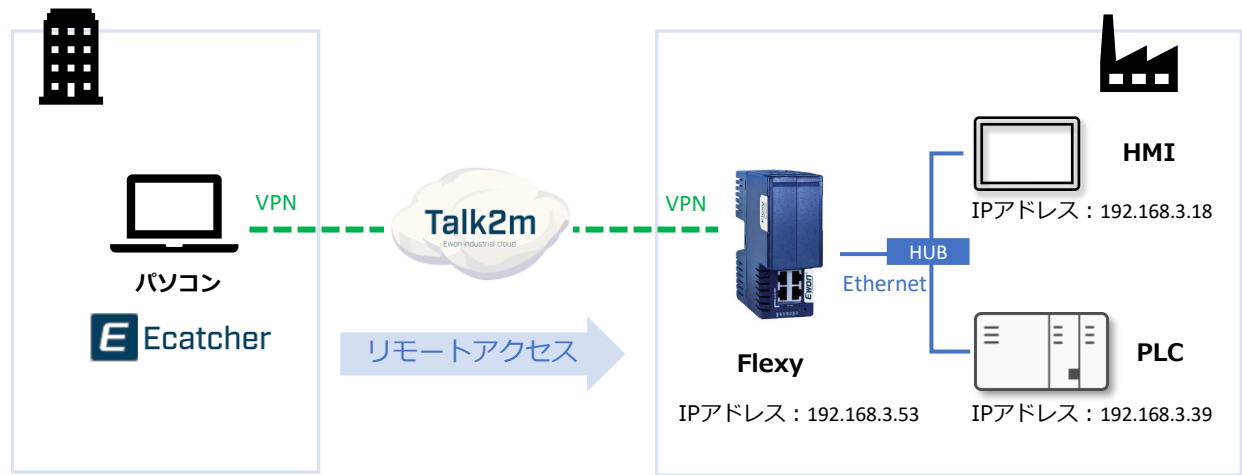 VPN
Talk2m
Ewon industrial cloud
パソコン
E Ecatcher
リモートアクセス
VPN
Ewon
Flexy
IPアドレス：192.168.3.53
HUB
Ethernet
HMI
IPアドレス：192.168.3.18
PLC
IPアドレス：192.168.3.39